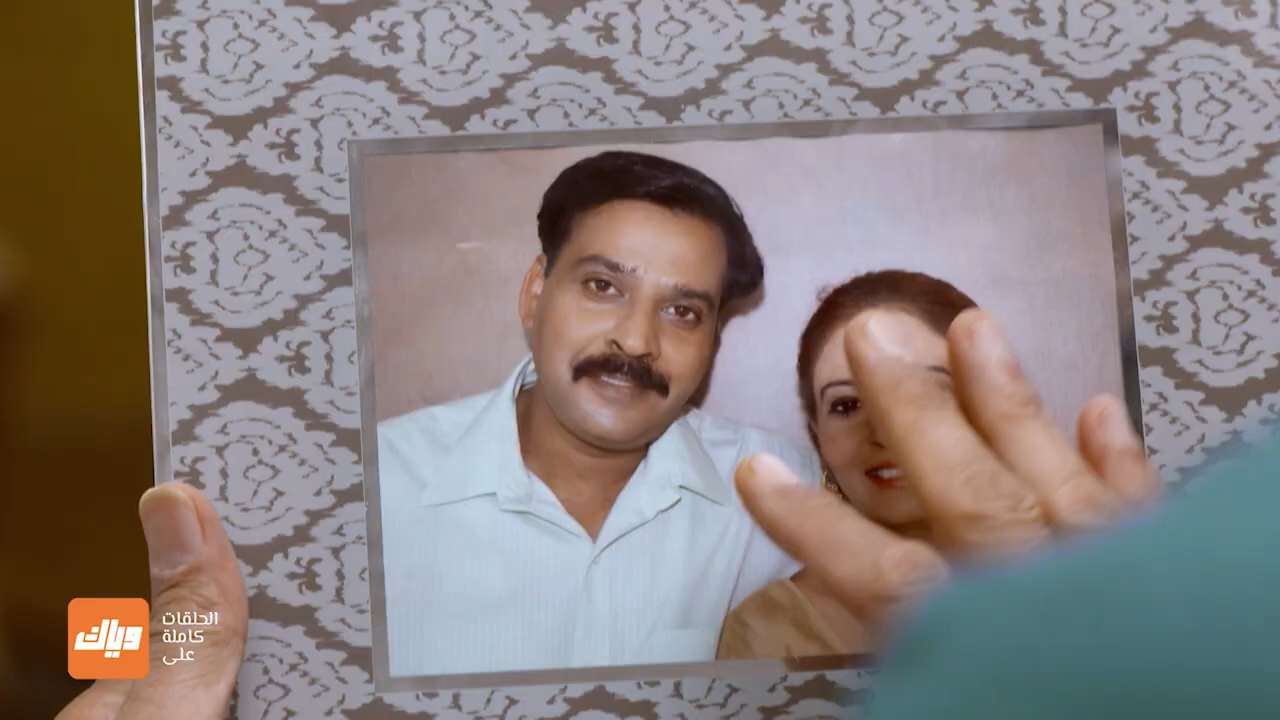 وياك
الحلقات
كاملة
على